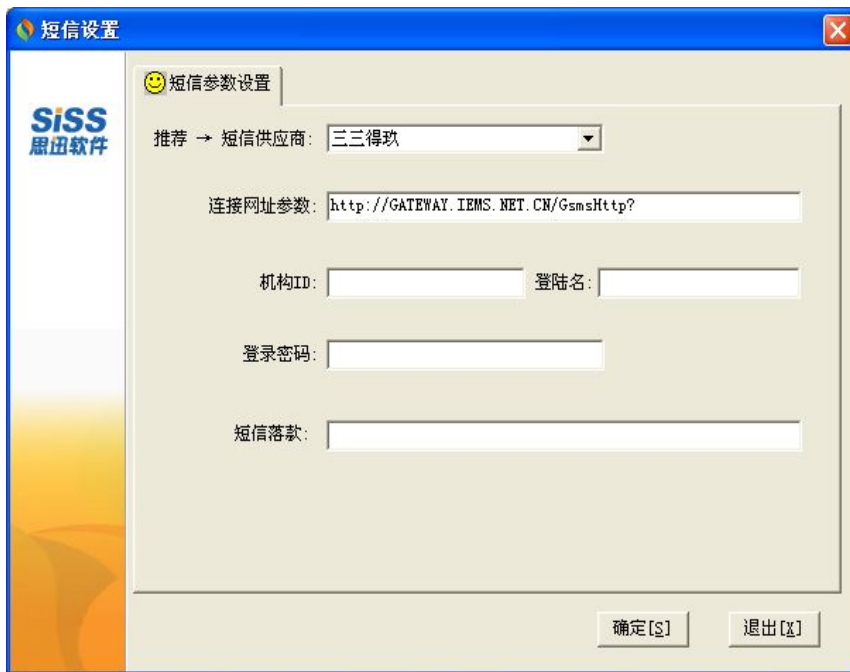 短信设置
SiSS
思迅软件
短信参数设置
推荐 → 短信供应商: 三三得玖
连接网址参数: http://GATEWAY.IEMS.NET.CN/GsmsHttp?
机构ID: 登陆名:
登录密码:
短信落款:
确定[S] 退出[X]